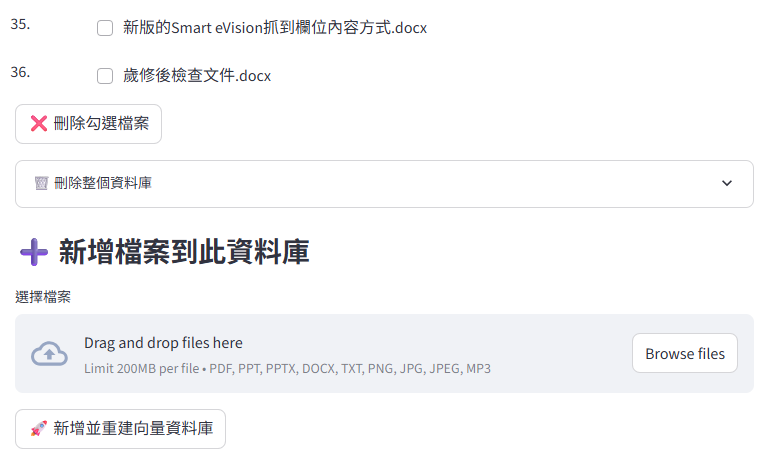 35.
新版的Smart eVision抓到欄位內容方式.docx
36.
歲修後檢查文件.docx
刪除勾選檔案
刪除整個資料庫
新增檔案到此資料庫
選擇檔案
Drag and drop files here
Limit 200MB per file • PDF, PPT, PPTX, DOCX, TXT, PNG, JPG, JPEG, MP3
Browse files
新增並重建向量資料庫